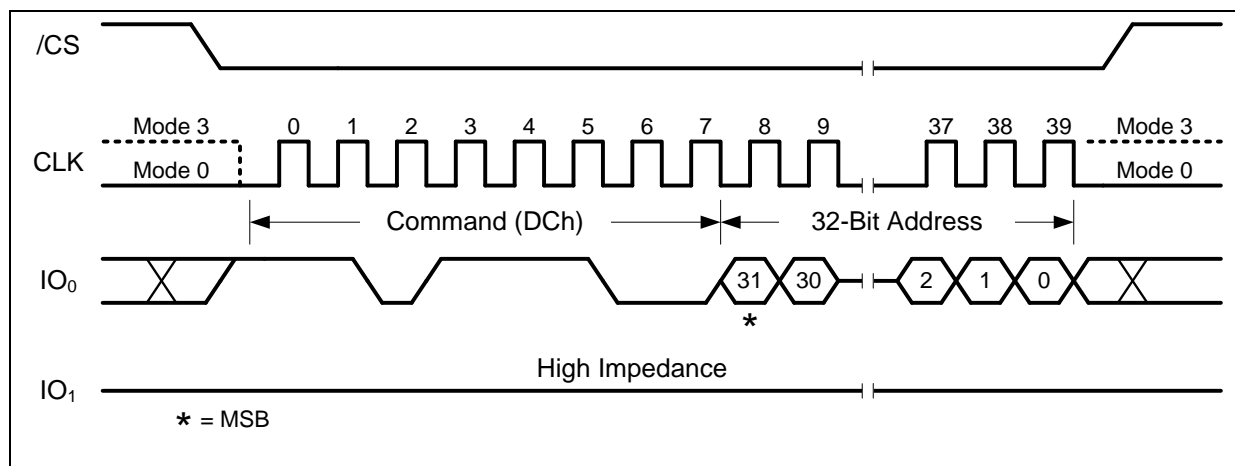 /CS
Mode 3 0 1 2 3 4 5 6 7 8 9 37 38 39 Mode 3
CLK
Mode 0 Mode 0
Command (DCh) 32-Bit Address
IO₀ 31 30 2 1 0
*
High Impedance
IO₁
* = MSB